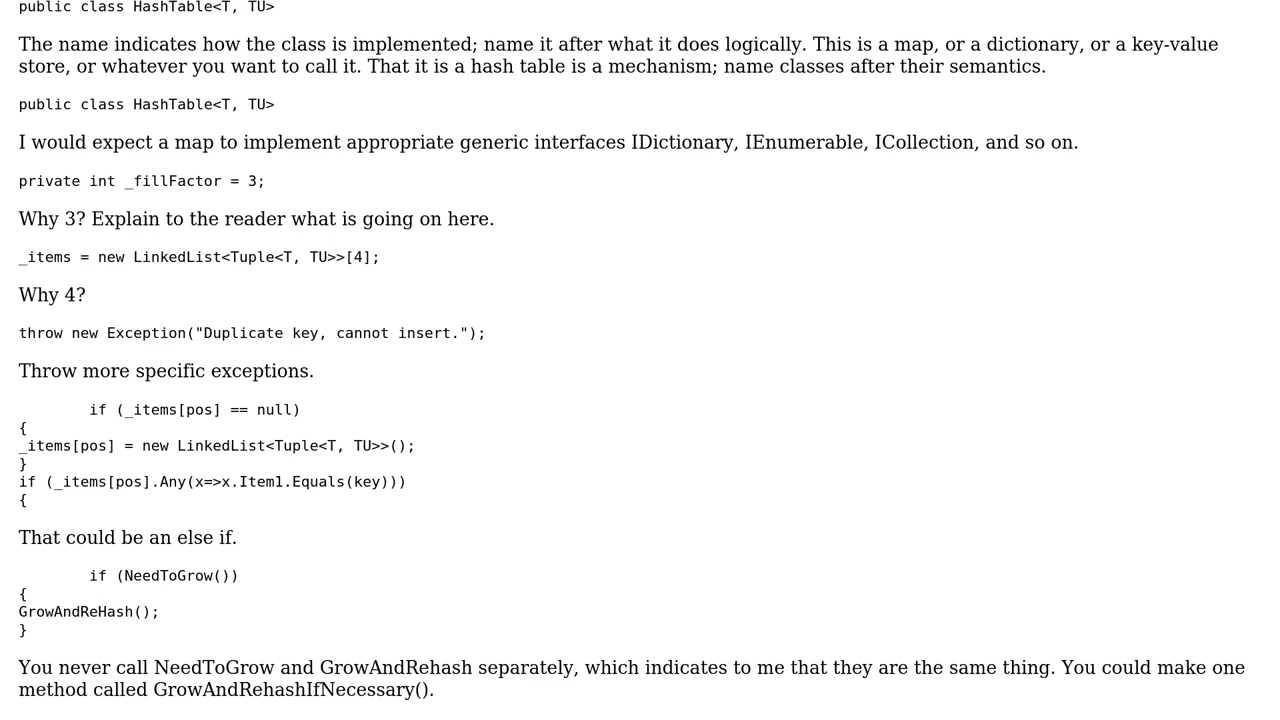 public class HashTable<T, TU>
The name indicates how the class is implemented; name it after what it does logically. This is a map, or a dictionary, or a key-value
store, or whatever you want to call it. That it is a hash table is a mechanism; name classes after their semantics.
public class HashTable<T, TU>
I would expect a map to implement appropriate generic interfaces IDictionary, IEnumerable, ICollection, and so on.
private int _fillFactor = 3;
Why 3? Explain to the reader what is going on here.
_items = new LinkedList<Tuple<T, TU>>[4];
Why 4?
throw new Exception("Duplicate key, cannot insert.");
Throw more specific exceptions.
        if (_items[pos] == null)
{
_items[pos] = new LinkedList<Tuple<T, TU>>();
}
if (_items[pos].Any(x=>x.Item1.Equals(key)))
{
That could be an else if.
        if (NeedToGrow())
{
GrowAndReHash();
}
You never call NeedToGrow and GrowAndRehash separately, which indicates to me that they are the same thing. You could make one
method called GrowAndRehashIfNecessary().